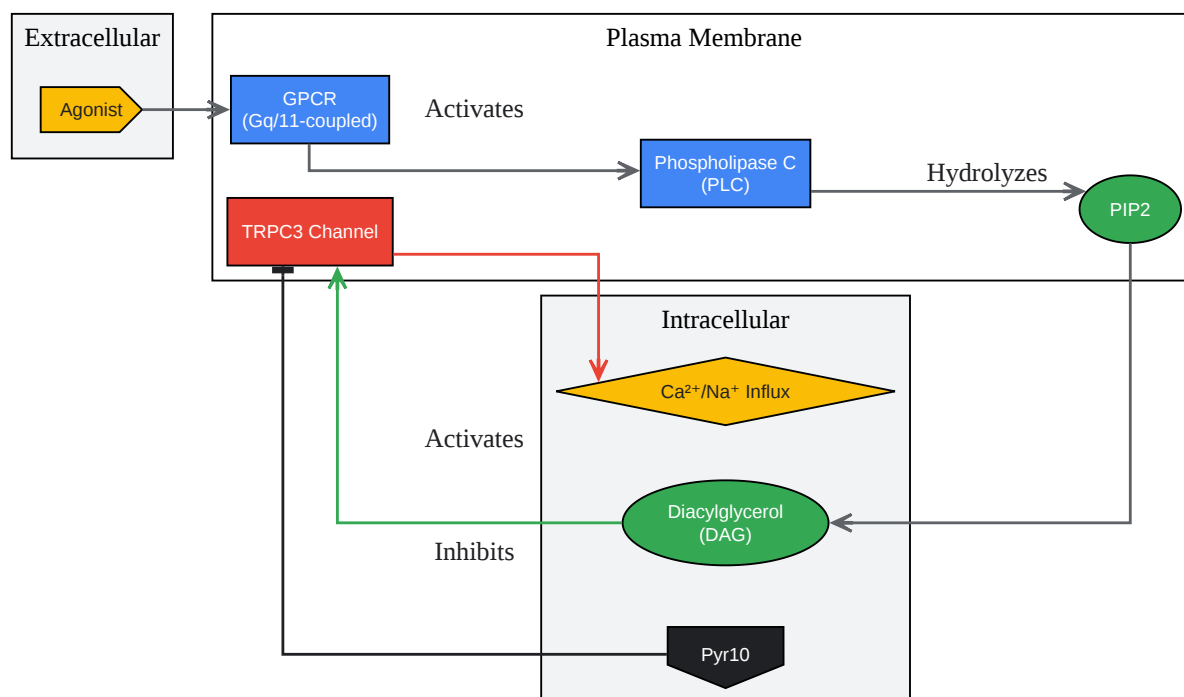 Extracellular
Plasma Membrane
Agonist
GPCR
(Gq/11-coupled)
Activates
Phospholipase C
(PLC)
Hydrolyzes
PIP2
TRPC3 Channel
Intracellular
Ca²⁺/Na⁺ Influx
Activates
Diacylglycerol
(DAG)
Inhibits
Pyr10